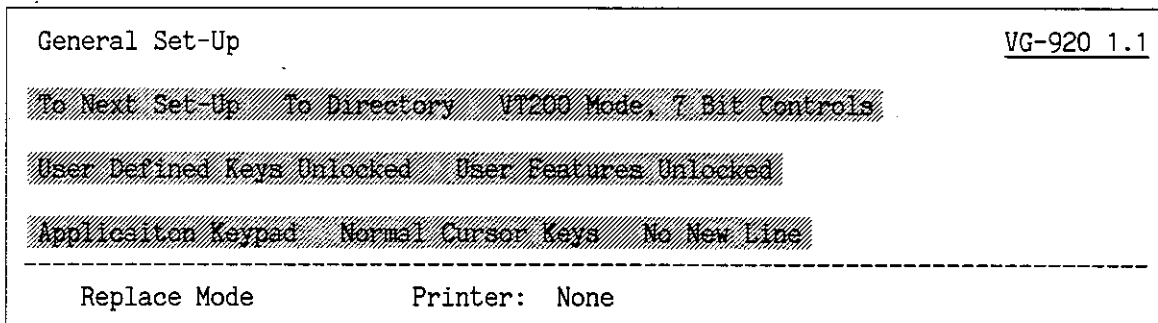 General Set-Up VG-920 1.1
To Next Set-Up To Directory VT200 Mode, 7 Bit Controls
User Defined Keys Unlocked User Features Unlocked
Applicaiton Keypad Normal Cursor Keys No New Line
Replace Mode Printer: None